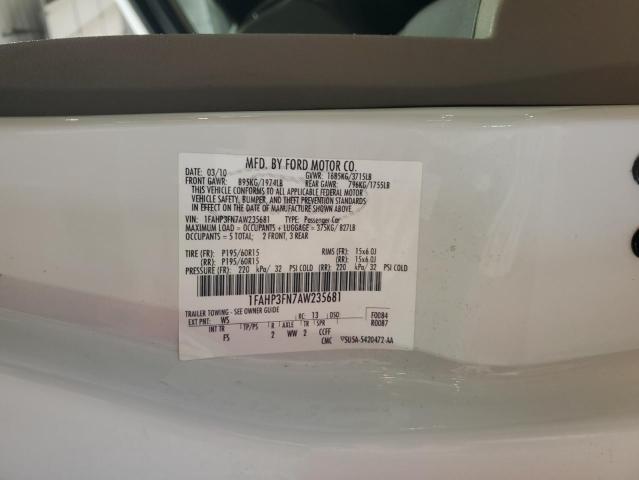 MFD. BY FORD MOTOR CO.
DATE: 03/10 GVWR: 1685KG/3715LB
FRONT GAWR: 895KG/1974LB REAR GAWR: 796KG/1755LB
THIS VEHICLE CONFORMS TO ALL APPLICABLE FEDERAL MOTOR
VEHICLE SAFETY, BUMPER, AND THEFT PREVENTION STANDARDS
IN EFFECT ON THE DATE OF MANUFACTURE SHOWN ABOVE.
VIN: 1FAHP3FN7AW235681 TYPE: Passenger Car
MAXIMUM LOAD = OCCUPANTS + LUGGAGE = 375KG/ 827LB
OCCUPANTS = 5 TOTAL; 2 FRONT, 3 REAR
TIRE (FR): P195/60R15 RIMS (FR): 15x6.0J
(RR): P195/60R15 (RR): 15x6.0J
PRESSURE (FR): 220 kPa/ 32 PSI COLD (RR): 220 kPa/ 32 PSI COLD
1FAHP3FN7AW235681
TRAILER TOWING - SEE OWNER GUIDE
EXT PNT: WS RC: 13 DSO: F0084
R0087
INT TR TP/PS R AXLE TR SPR
FS 2 WW 2 CCFF
CMC 5U5A-5420472-AA